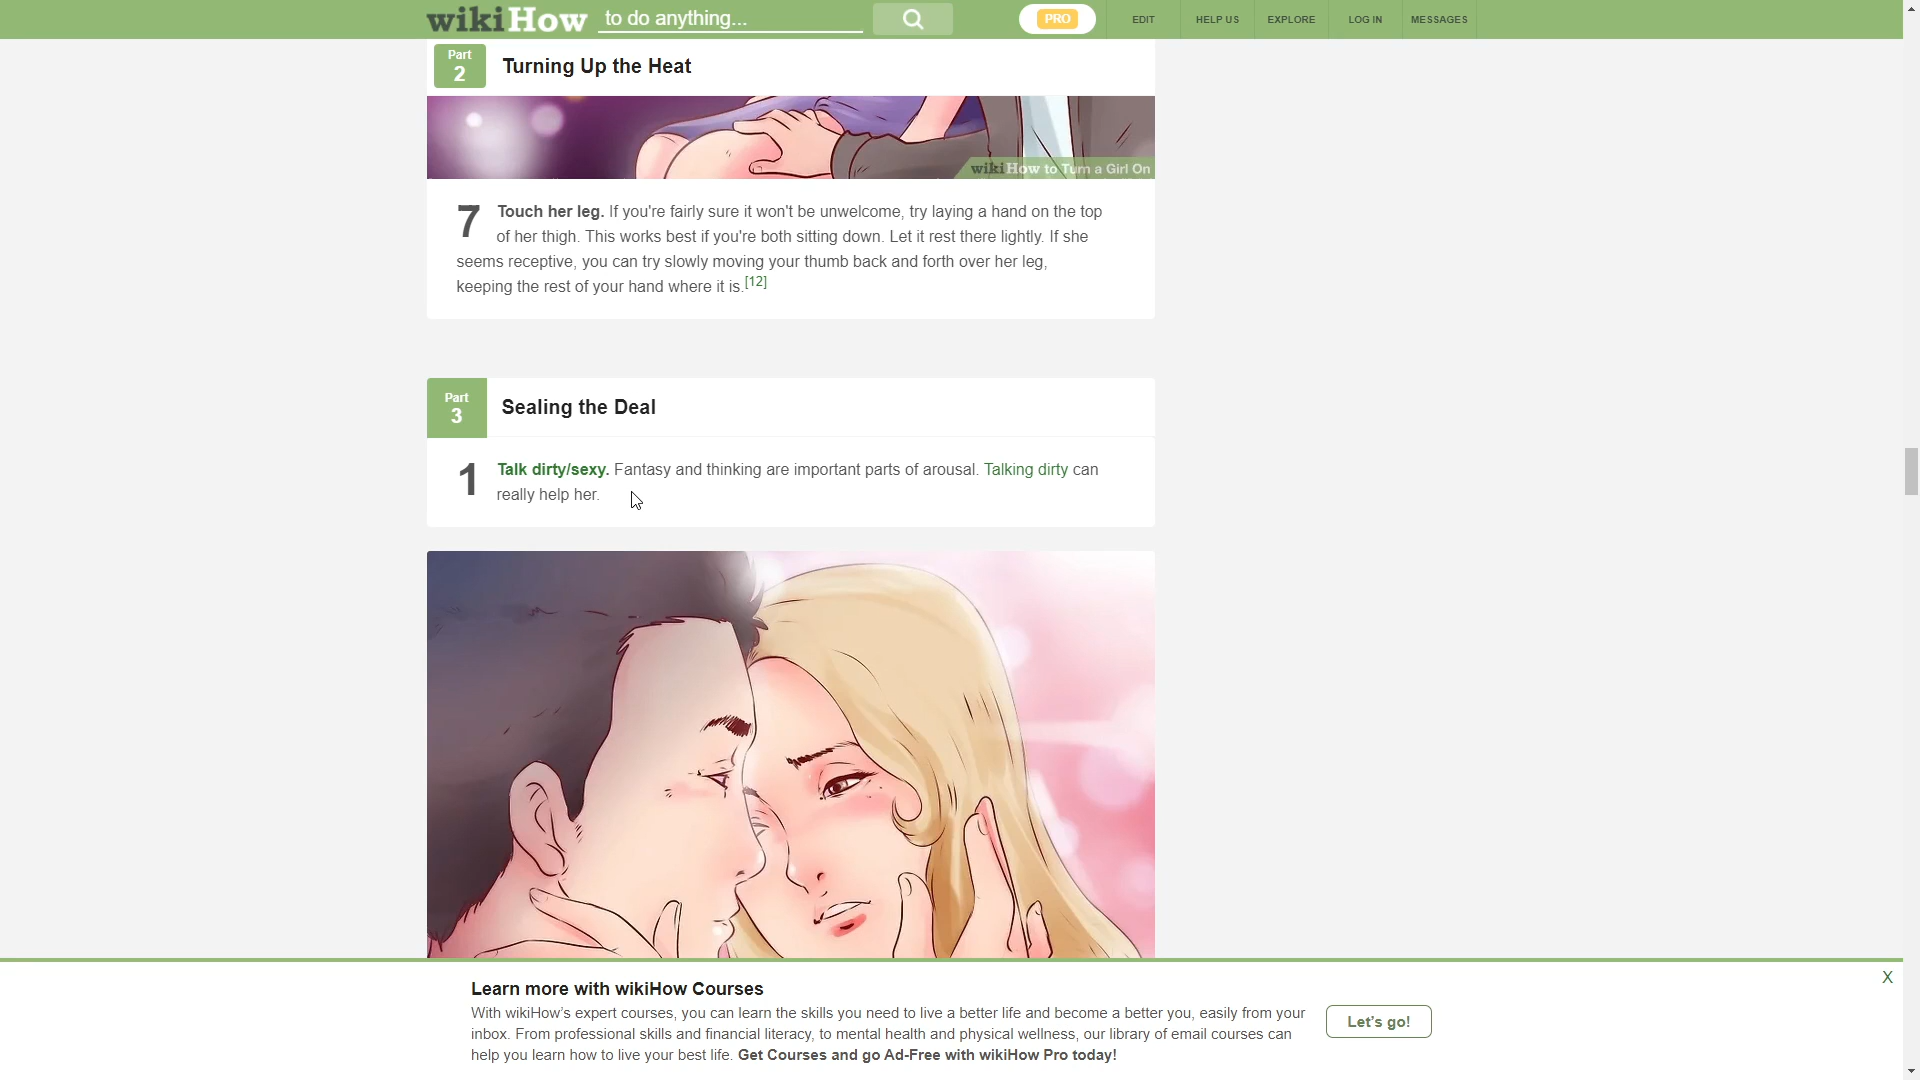 wikiHow to do anything... PRO EDIT HELP US EXPLORE LOG IN MESSAGES
Part
2
Turning Up the Heat
wikiHow to Turn a Girl On
7 Touch her leg. If you're fairly sure it won't be unwelcome, try laying a hand on the top
of her thigh. This works best if you're both sitting down. Let it rest there lightly. If she
seems receptive, you can try slowly moving your thumb back and forth over her leg,
keeping the rest of your hand where it is.[12]
Part
3
Sealing the Deal
1 Talk dirty/sexy. Fantasy and thinking are important parts of arousal. Talking dirty can
really help her.
X
Learn more with wikiHow Courses
With wikiHow's expert courses, you can learn the skills you need to live a better life and become a better you, easily from your
inbox. From professional skills and financial literacy, to mental health and physical wellness, our library of email courses can
help you learn how to live your best life. Get Courses and go Ad-Free with wikiHow Pro today!
Let's go!